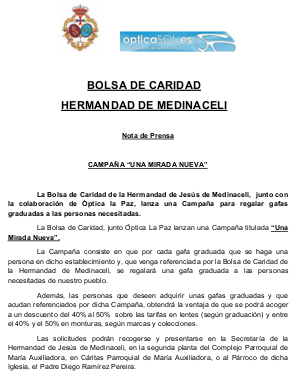 opticaSOL.es
BOLSA DE CARIDAD
HERMANDAD DE MEDINACELI
Nota de Prensa
CAMPAÑA “UNA MIRADA NUEVA”
La Bolsa de Caridad de la Hermandad de Jesús de Medinaceli, junto con
la colaboración de Óptica la Paz, lanza una Campaña para regalar gafas
graduadas a las personas necesitadas.
La Bolsa de Caridad, junto Óptica La Paz lanzan una Campaña titulada “Una
Mirada Nueva”.
La Campaña consiste en que por cada gafa graduada que se haga una
persona en dicho establecimiento y, que venga referenciada por la Bolsa de Caridad de
la Hermandad de Medinaceli, se regalará una gafa graduada a las personas
necesitadas de nuestro pueblo.
Además, las personas que deseen adquirir unas gafas graduadas y que
acudan referenciados por dicha Campaña, obtendrá la ventaja de que se podrá acoger
a un descuento del 40% al 50% sobre las tarifas en lentes (según graduación) y entre
el 40% y el 50% en monturas, según marcas y colecciones.
Las solicitudes podrán recogerse y presentarse en la Secretaría de la
Hermandad de Jesús de Medinaceli, en la segunda planta del Complejo Parroquial de
María Auxiliadora, en Cáritas Parroquial de María Auxiliadora, o al Párroco de dicha
Iglesia, el Padre Diego Ramírez Pereira.